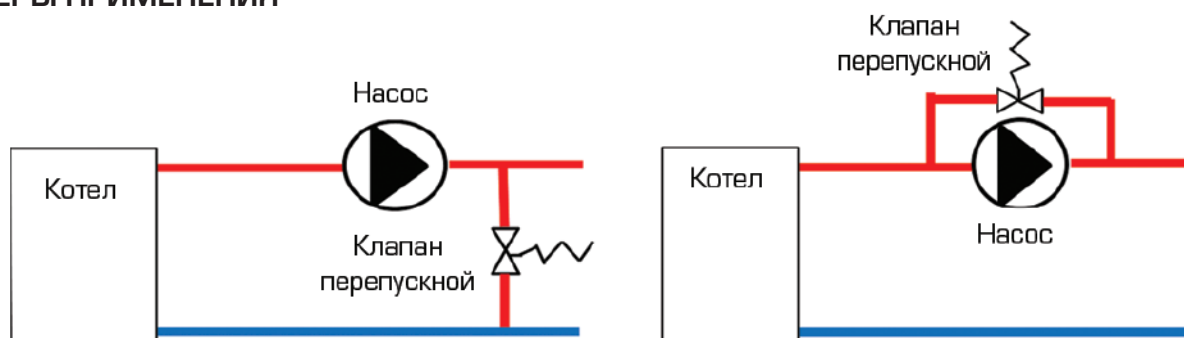 Насос
Котел
Клапан
перепускной
Клапан
перепускной
Котел
Насос